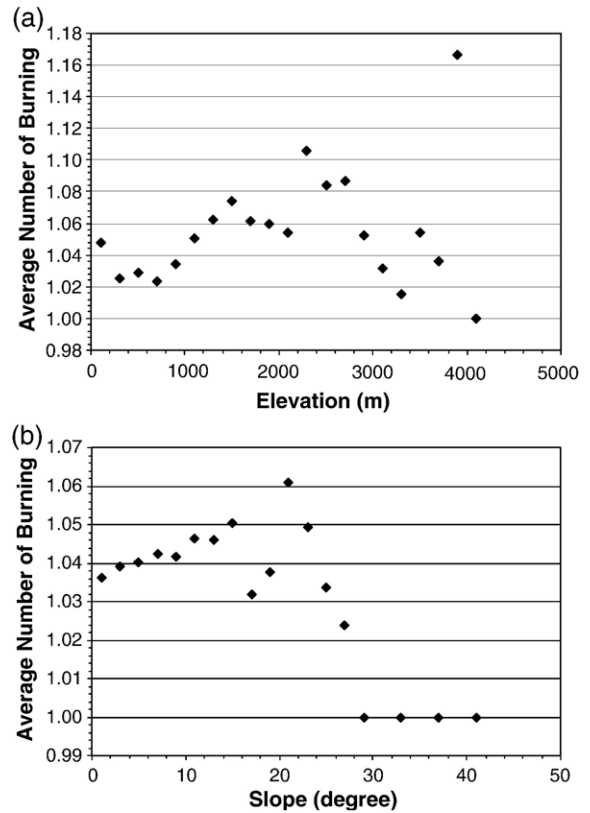 (a)
Average Number of Burning
1.18
1.16
1.14
1.12
1.10
1.08
1.06
1.04
1.02
1.00
0.98
0 1000 2000 3000 4000 5000
Elevation (m)
(b)
Average Number of Burning
1.07
1.06
1.05
1.04
1.03
1.02
1.01
1.00
0.99
0 10 20 30 40 50
Slope (degree)